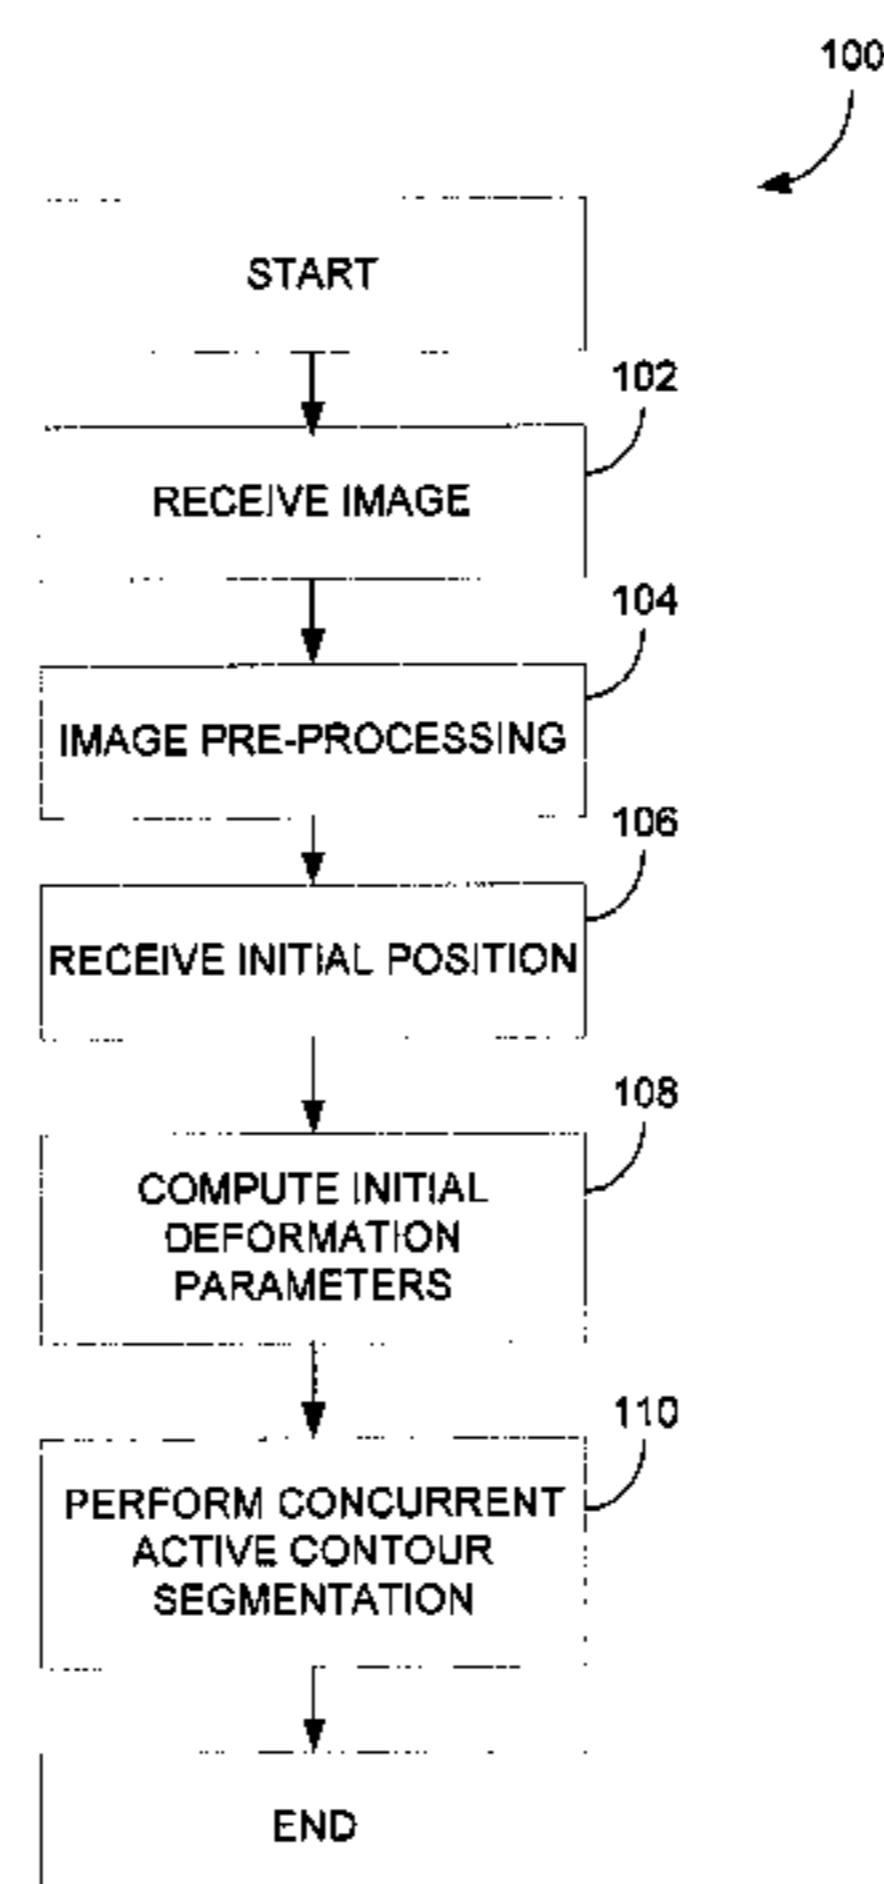 100
START
102
RECEIVE IMAGE
104
IMAGE PRE-PROCESSING
106
RECEIVE INITIAL POSITION
108
COMPUTE INITIAL
DEFORMATION
PARAMETERS
110
PERFORM CONCURRENT
ACTIVE CONTOUR
SEGMENTATION
END